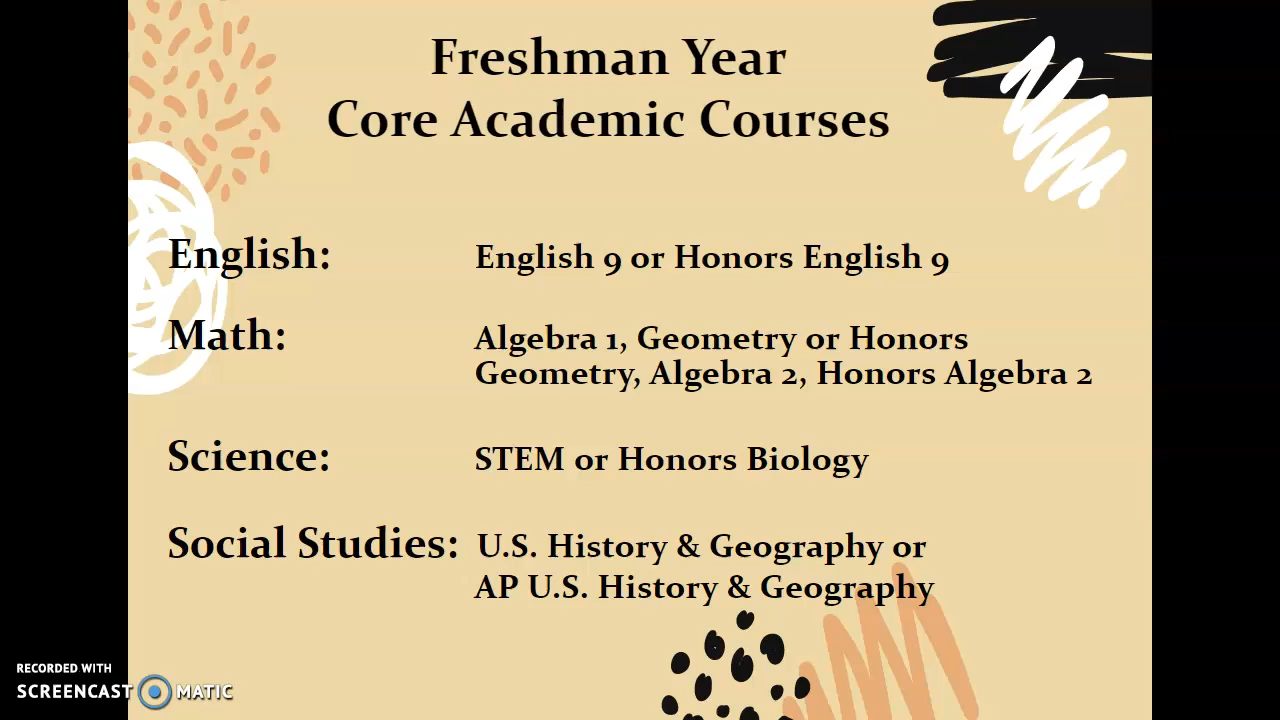 Freshman Year
Core Academic Courses
English: English 9 or Honors English 9
Math: Algebra 1, Geometry or Honors
Geometry, Algebra 2, Honors Algebra 2
Science: STEM or Honors Biology
Social Studies: U.S. History & Geography or
AP U.S. History & Geography
RECORDED WITH
SCREENCAST MATIC